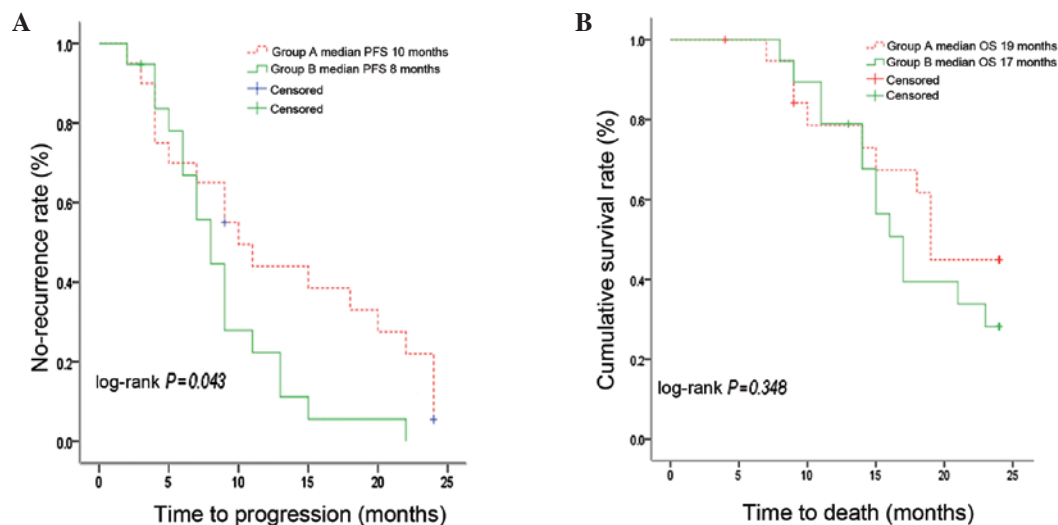 A
Group A median PFS 10 months
Group B median PFS 8 months
Censored
Censored
1.0
0.8
0.6
0.4
0.2
0.0
No-recurrence rate (%)
log-rank P=0.043
0 5 10 15 20 25
Time to progression (months)
B
Group A median OS 19 months
Group B median OS 17 months
Censored
Censored
1.0
0.8
0.6
0.4
0.2
0.0
Cumulative survival rate (%)
log-rank P=0.348
0 5 10 15 20 25
Time to death (months)